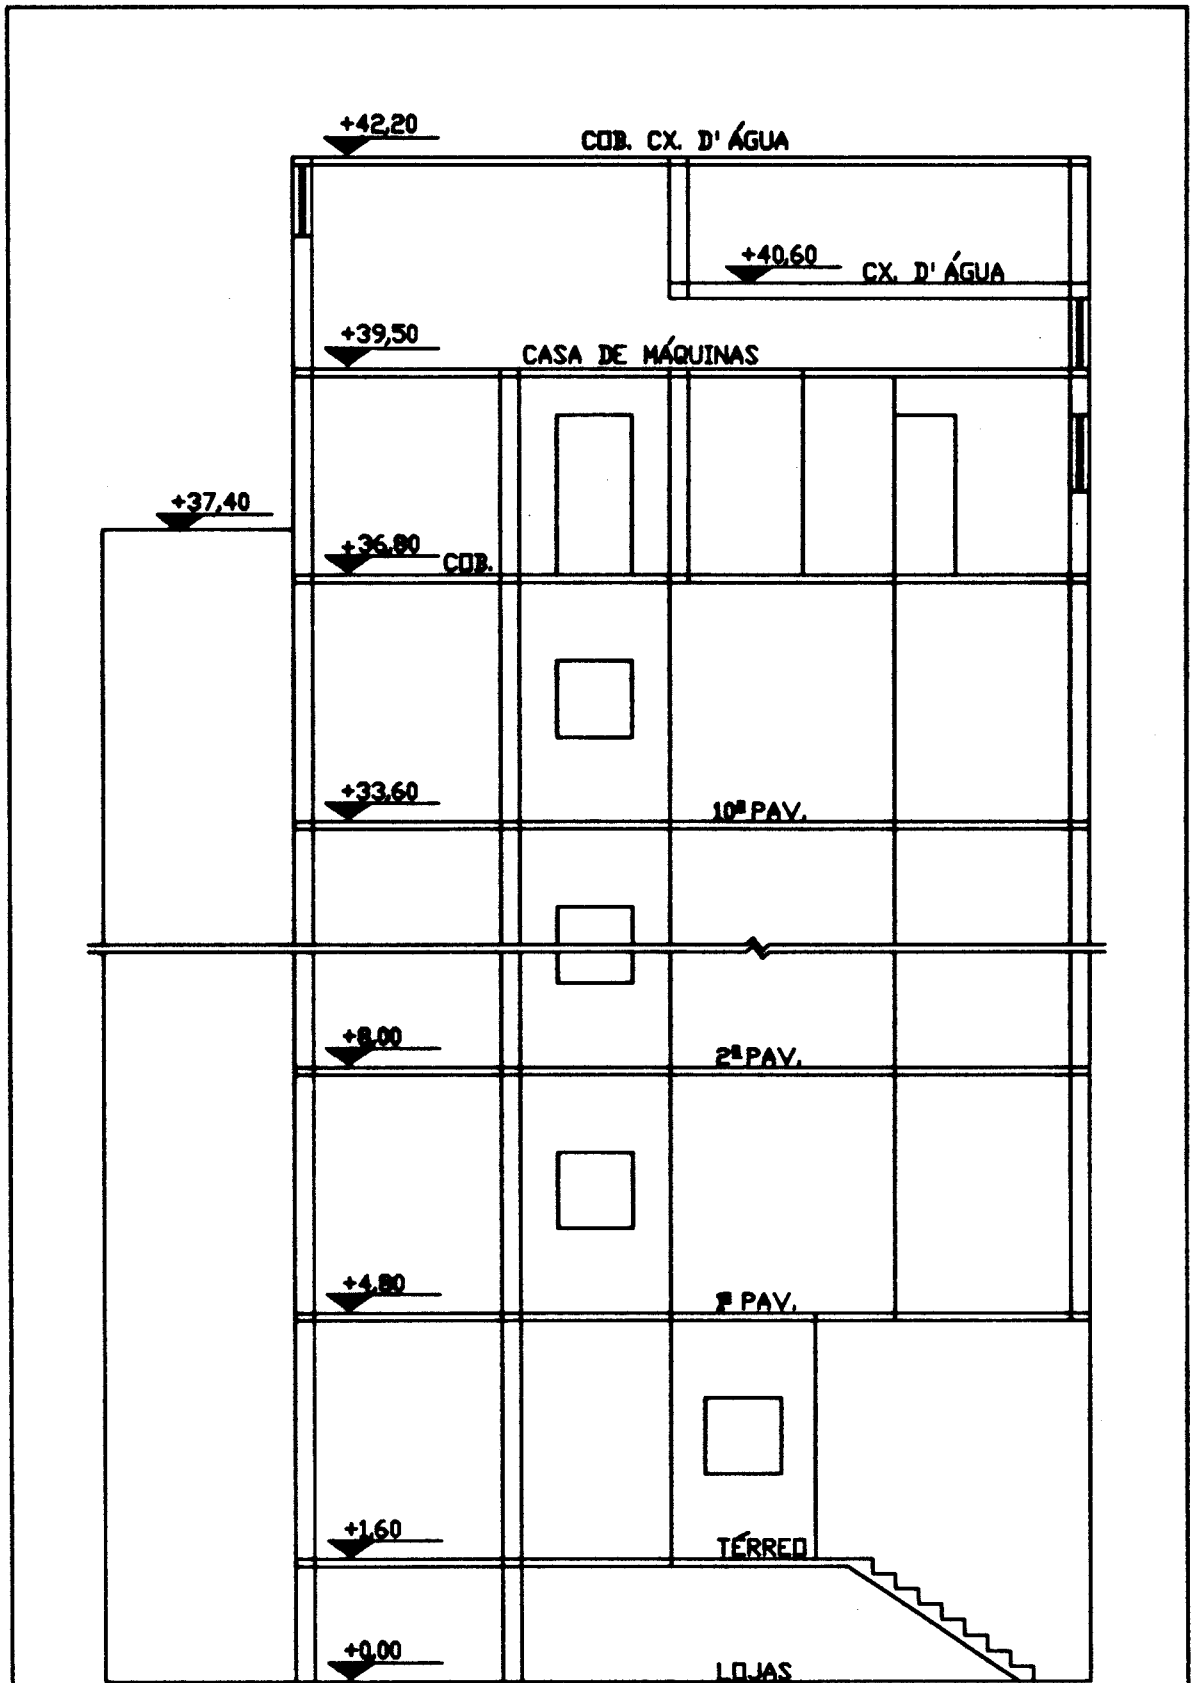 +42,20
COB. CX. D' ÁGUA
+40,60
CX. D' ÁGUA
+39,50
CASA DE MÁQUINAS
+37,40
+36,80
COB.
+33,60
10º PAV.
+8,00
2º PAV.
+4,80
1º PAV.
+1,60
TÉRREO
+0,00
LOJAS